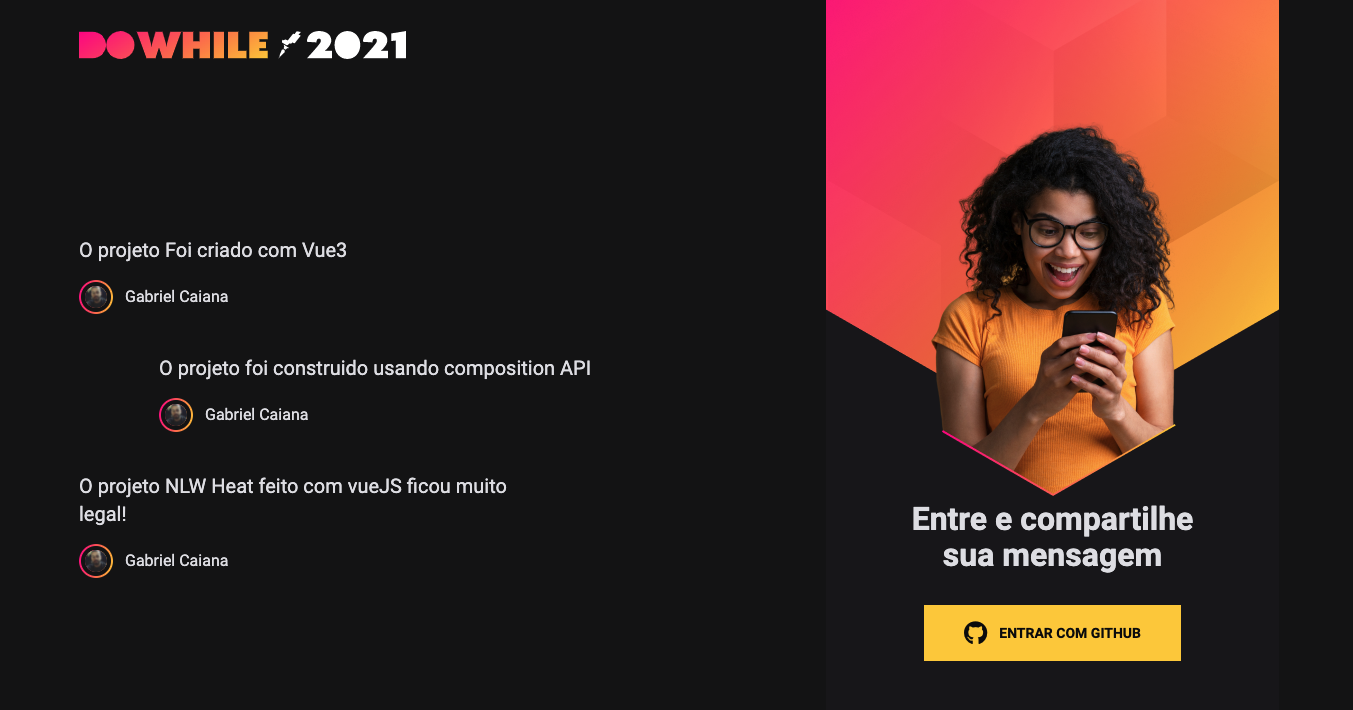 DOWHILE 2021
O projeto Foi criado com Vue3
Gabriel Caiana
O projeto foi construido usando composition API
Gabriel Caiana
O projeto NLW Heat feito com vueJS ficou muito
legal!
Gabriel Caiana
Entre e compartilhe
sua mensagem
ENTRAR COM GITHUB